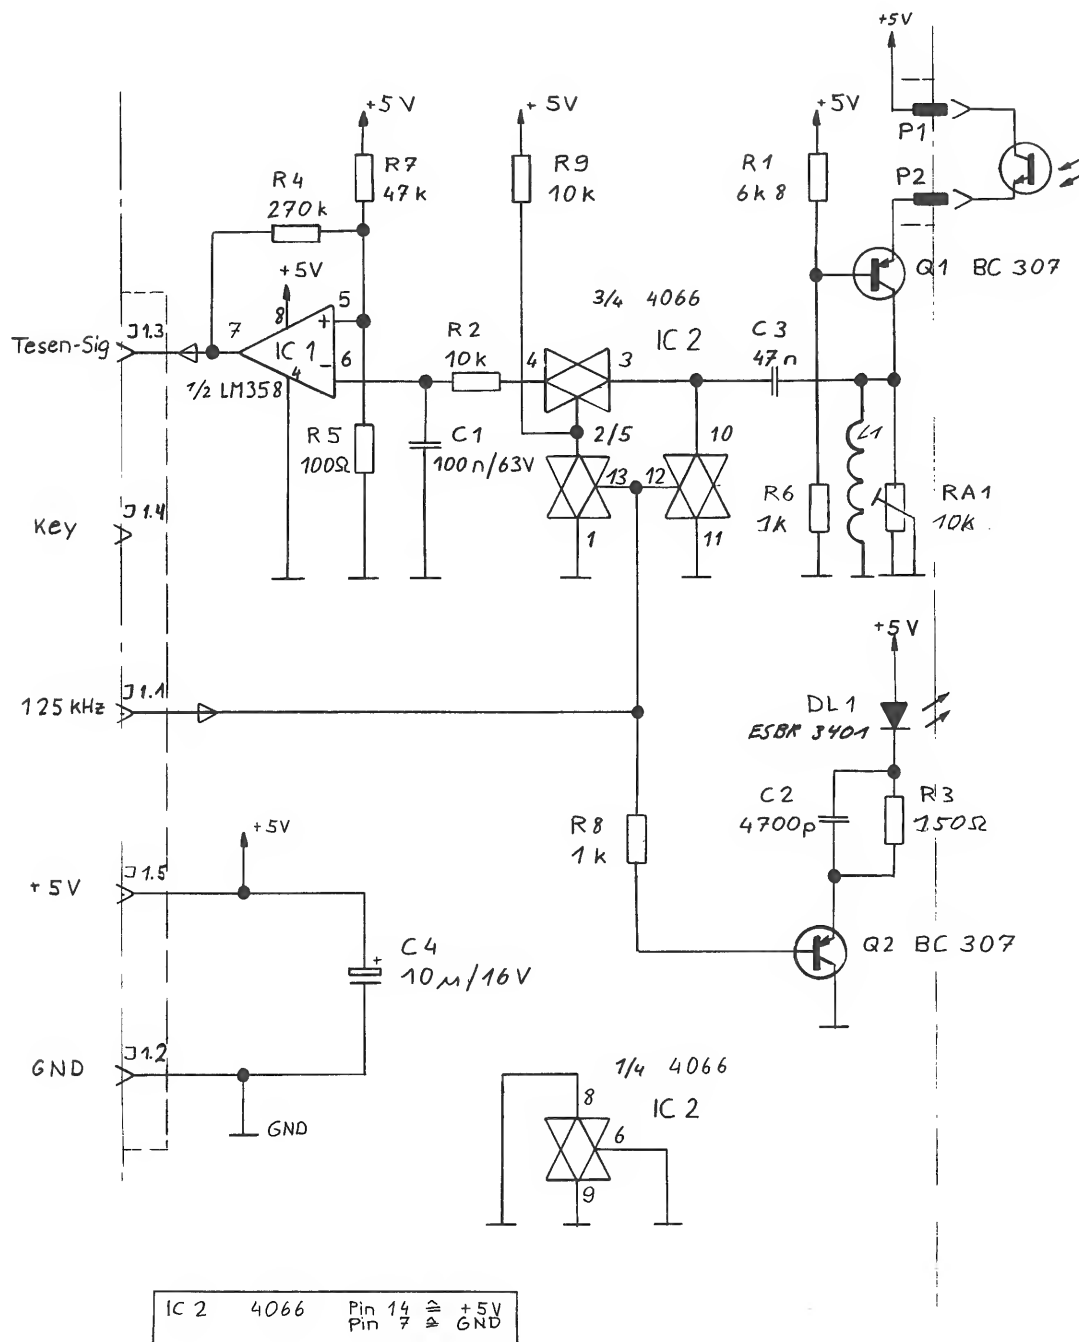 +5V
P1
P2
+5V
R7
47k
R4
270k
+5V
R9
10k
+5V
R1
6k8
Q1 BC 307
+5V
8
5
7
IC 1
+
6
-
4
1/2 LM358
J1.3
Tesen-Sig
3/4 4066
IC 2
R2
10k
4
3
C3
47n
2/5
10
L1
R5
100Ω
C1
100n/63V
13
12
1
11
R6
1k
RA1
10k
J1.4
Key
J1.1
125 kHz
+5V
DL1
ESBR 3401
C2
4700p
R3
150Ω
R8
1k
+5V
J1.5
+5V
Q2 BC 307
C4
+
10µ/16V
J1.2
GND
GND
1/4 4066
IC 2
8
6
9
IC 2 4066 Pin 14 ≙ +5V
Pin 7 ≙ GND